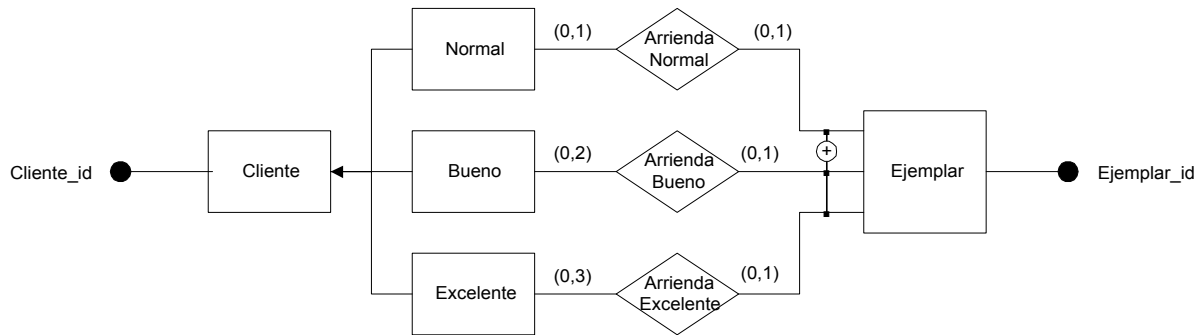 (0,1)
(0,1)
Normal
Arrienda
Normal
Cliente_id
Cliente
(0,2)
(0,1)
Bueno
Arrienda
Bueno
+
Ejemplar
Ejemplar_id
(0,3)
(0,1)
Excelente
Arrienda
Excelente